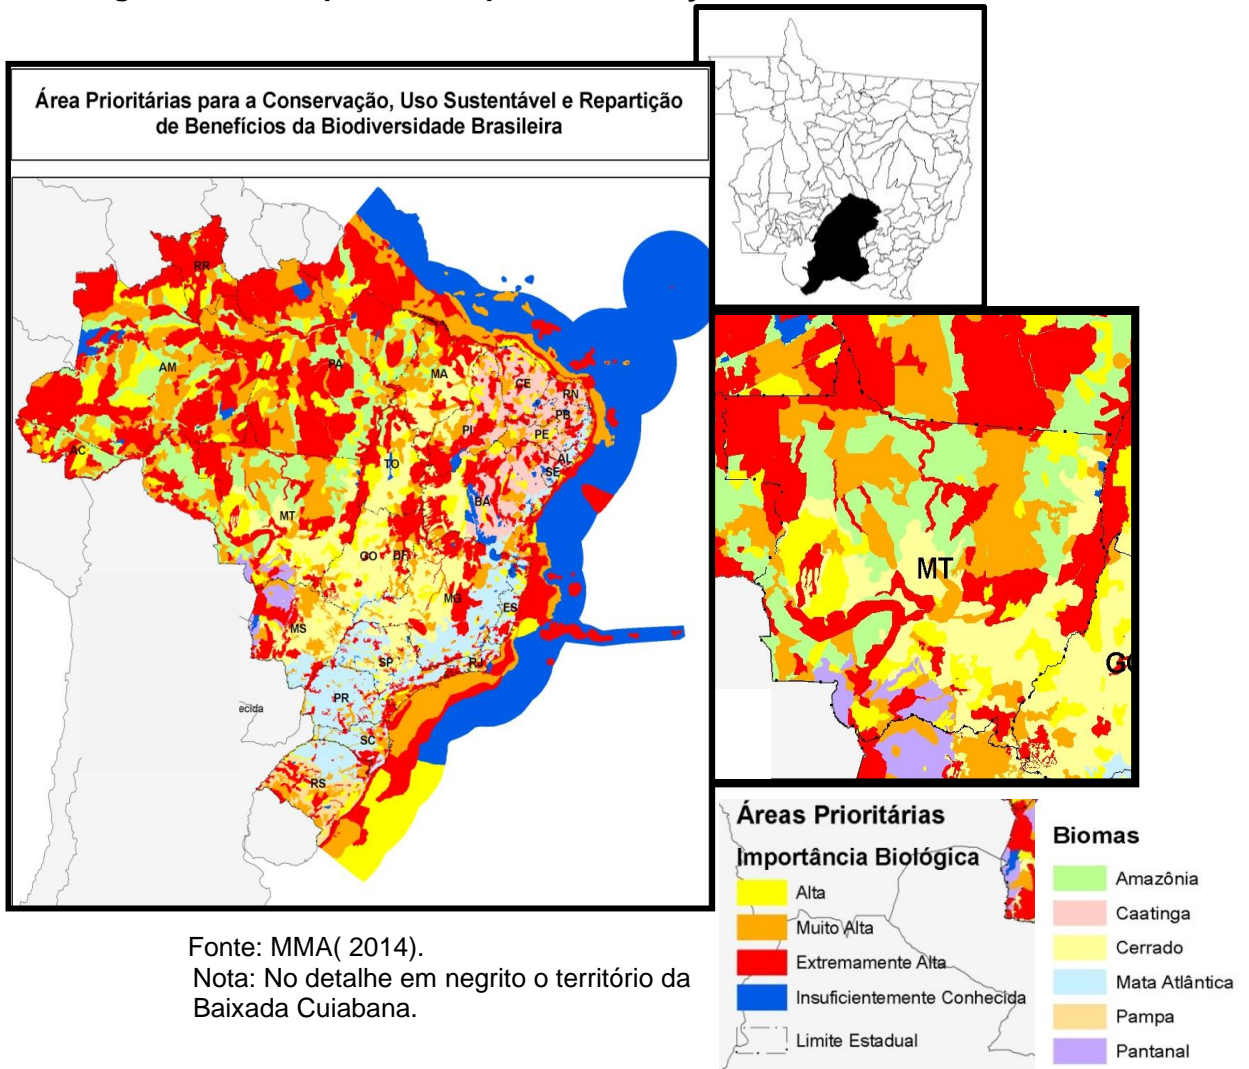 Área Prioritárias para a Conservação, Uso Sustentável e Repartição
de Benefícios da Biodiversidade Brasileira
RR
AM
PA
MA
CE
RN
PB
PE
PI
AL
SE
AC
TO
BA
MT
GO
DF
MG
ES
MS
SP
RJ
PR
SC
RS
ecida
MT
GO
Áreas Prioritárias
Importância Biológica
Alta
Muito Alta
Extremamente Alta
Insuficientemente Conhecida
Limite Estadual
Biomas
Amazônia
Caatinga
Cerrado
Mata Atlântica
Pampa
Pantanal
Fonte: MMA( 2014).
Nota: No detalhe em negrito o território da
Baixada Cuiabana.